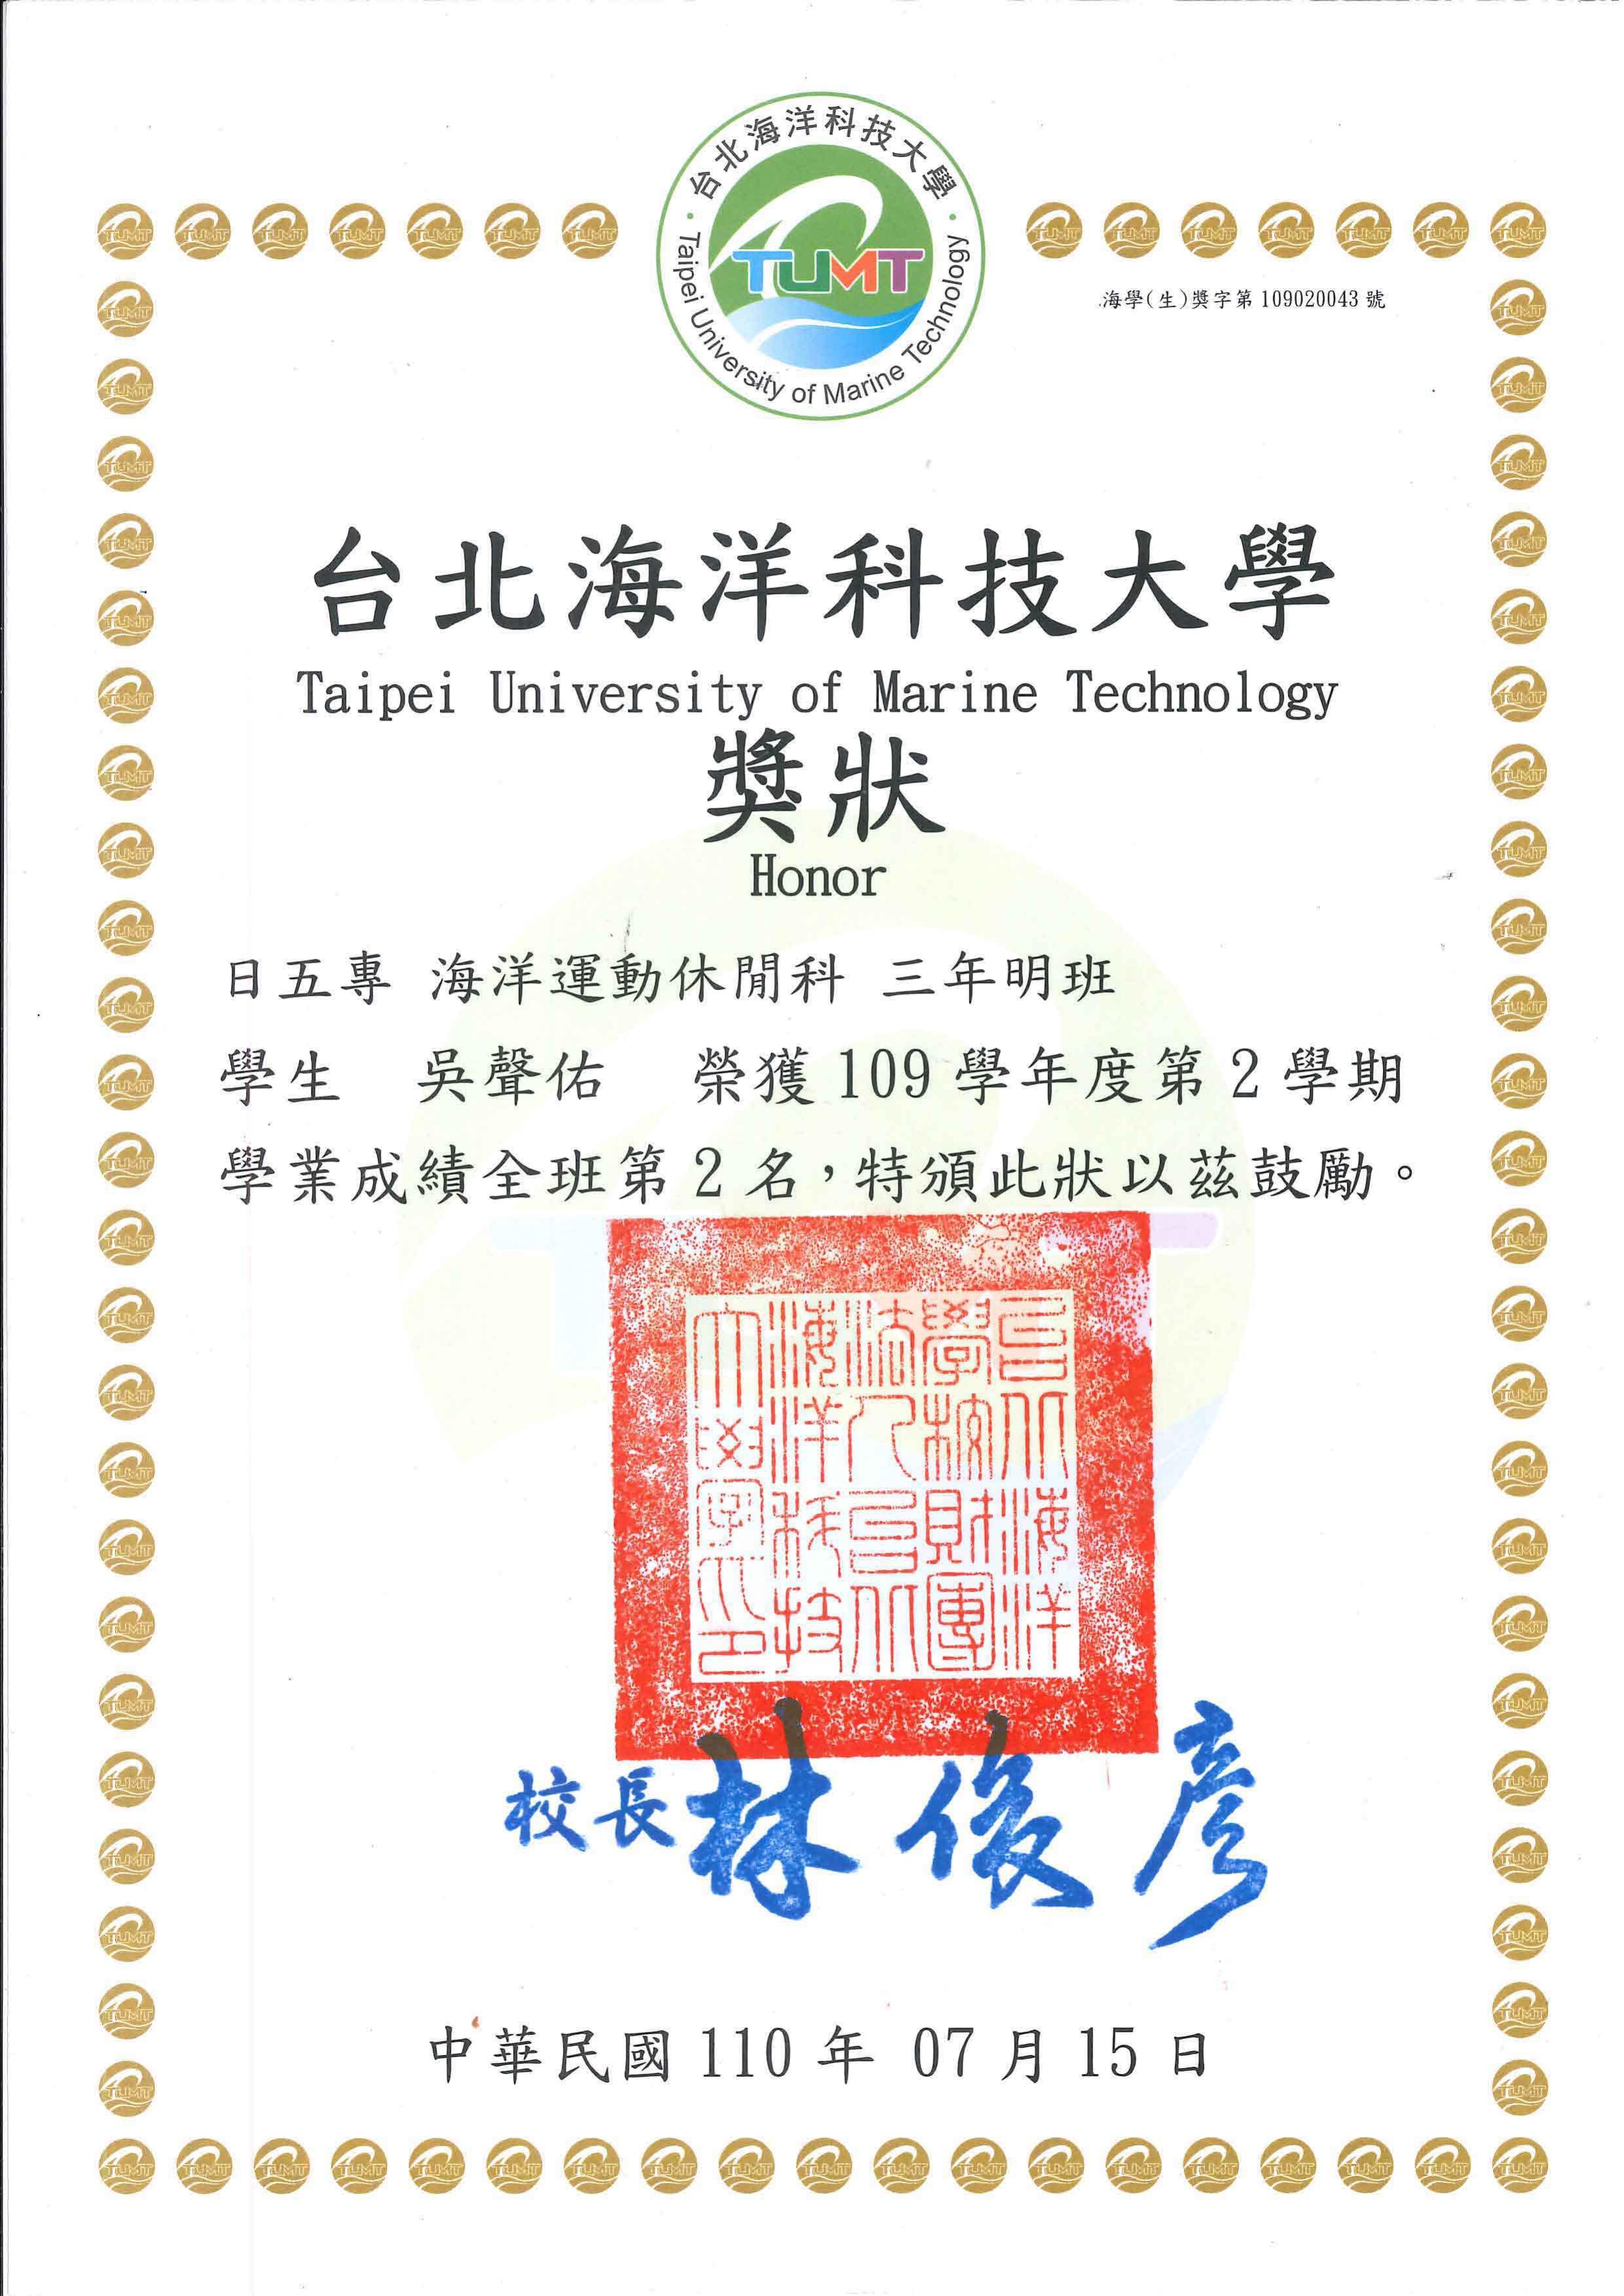 台北海洋科技大學
Taipei University of Marine Technology
TUMT
海學(生)獎字第 109020043 號
台北海洋科技大學
Taipei University of Marine Technology
獎狀
Honor
日五專 海洋運動休閒科 三年明班
學生 吳聲佑 榮獲 109 學年度第 2 學期
學業成績全班第 2 名，特頒此狀以茲鼓勵。
台北海洋
學校財團
法人台北
海洋科技
大學之印
校長林俊彥
中華民國 110 年 07 月 15 日